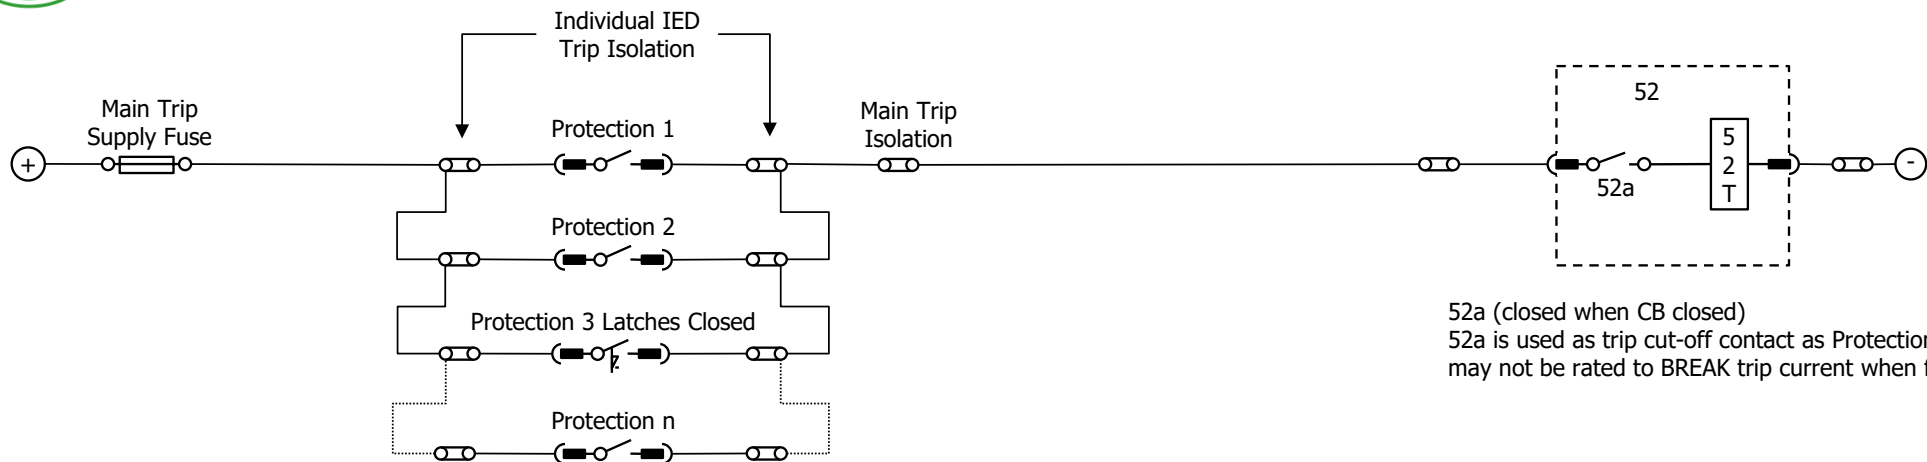 Individual IED
Trip Isolation
Main Trip
Supply Fuse
Protection 1
Main Trip
Isolation
52
+
5
2
T
-
52a
Protection 2
52a (closed when CB closed)
52a is used as trip cut-off contact as Protection
may not be rated to BREAK trip current when
Protection 3 Latches Closed
Protection n